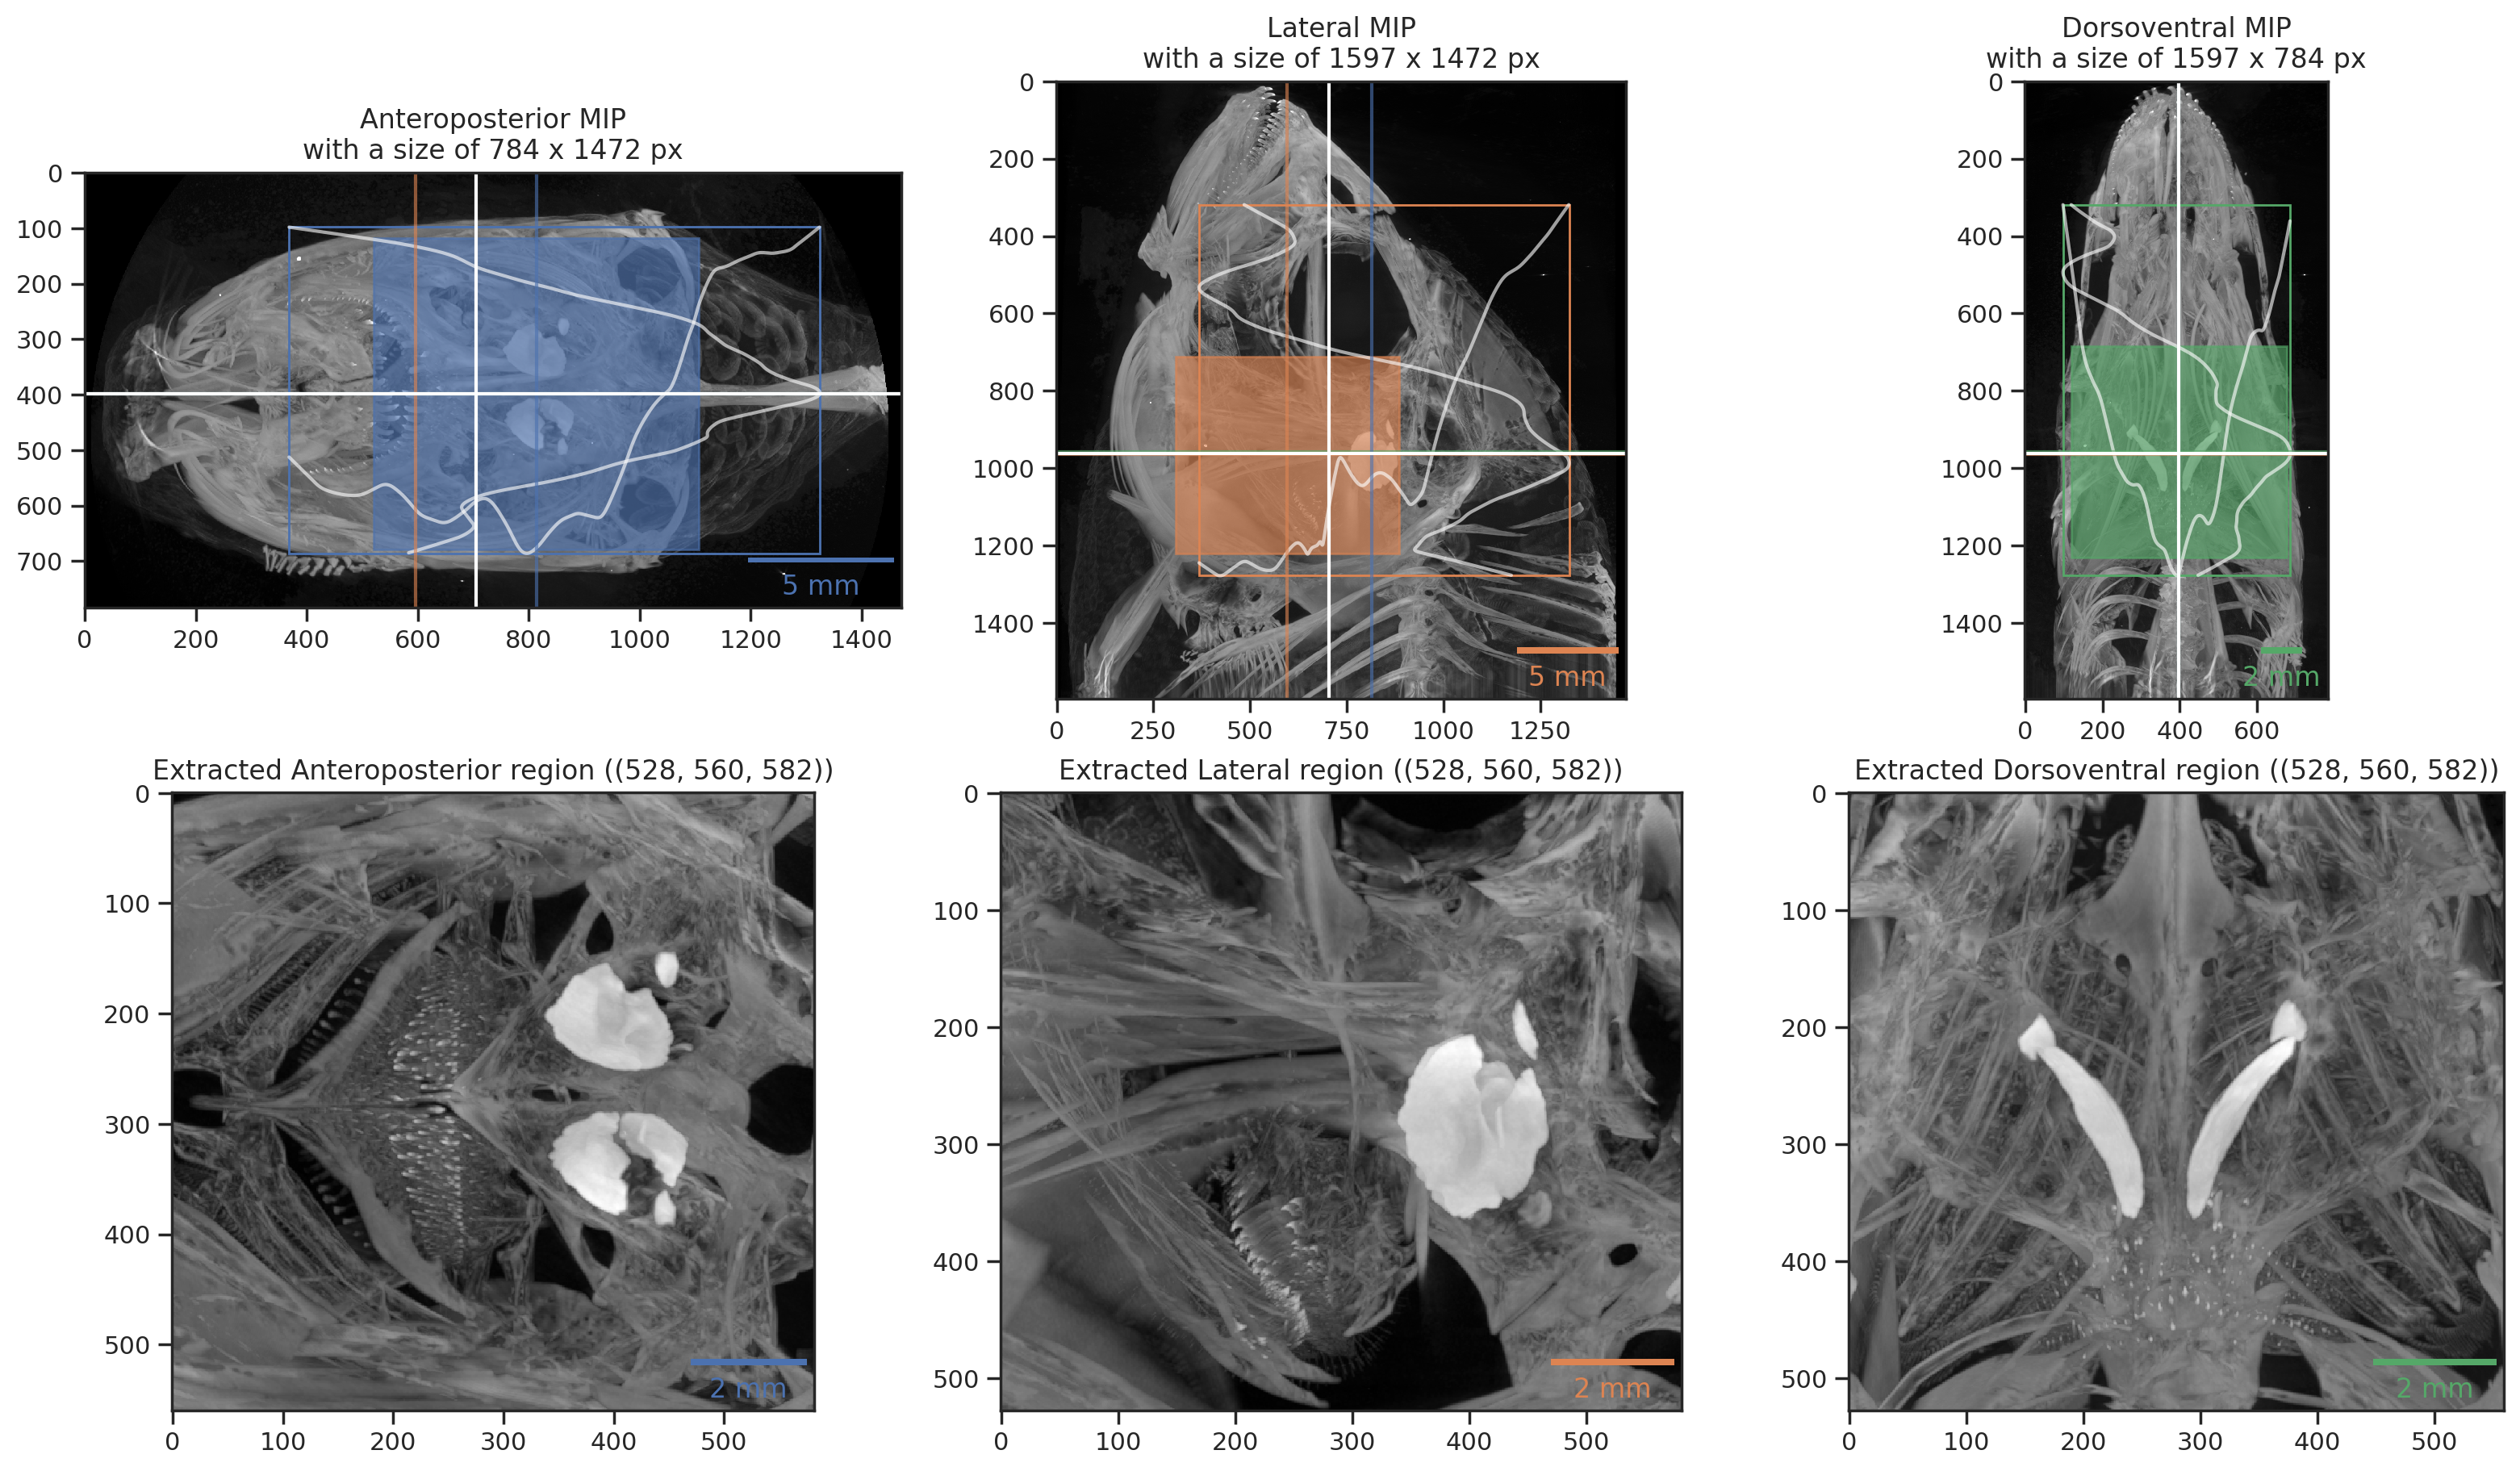 Anteroposterior MIP
with a size of 784 x 1472 px
0
100
200
300
400
500
600
700
5 mm
0 200 400 600 800 1000 1200 1400
Lateral MIP
with a size of 1597 x 1472 px
0
200
400
600
800
1000
1200
1400
5 mm
0 250 500 750 1000 1250
Dorsoventral MIP
with a size of 1597 x 784 px
0
200
400
600
800
1000
1200
1400
2 mm
0 200 400 600
Extracted Anteroposterior region ((528, 560, 582))
0
100
200
300
400
500
2 mm
0 100 200 300 400 500
Extracted Lateral region ((528, 560, 582))
0
100
200
300
400
500
2 mm
0 100 200 300 400 500
Extracted Dorsoventral region ((528, 560, 582))
0
100
200
300
400
500
2 mm
0 100 200 300 400 500